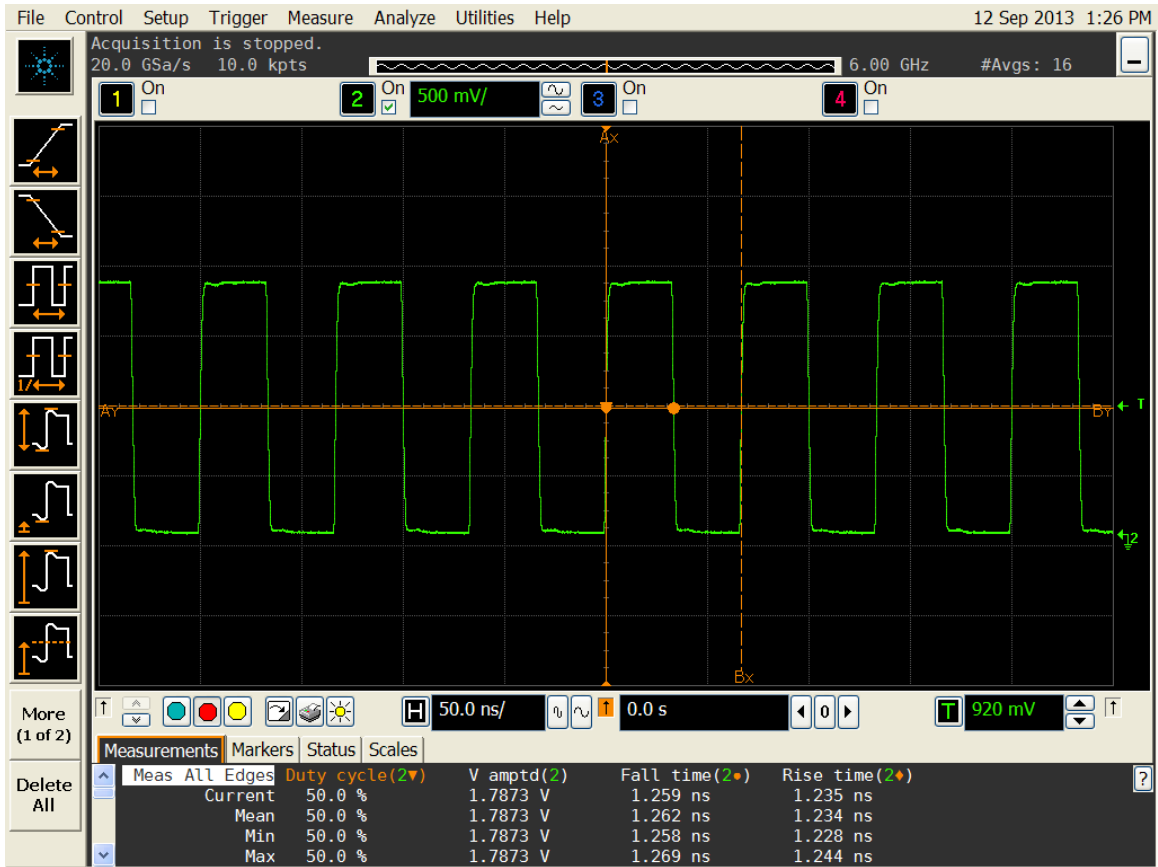 File Control Setup Trigger Measure Analyze Utilities Help 12 Sep 2013 1:26 PM
Acquisition is stopped.
20.0 GSa/s 10.0 kpts 6.00 GHz #Avgs: 16
1 On 2 On 500 mV/ 3 On 4 On
Ax
AY BY
T
2
Bx
1/
More
(1 of 2)
Delete
All
H 50.0 ns/ 0.0 s 0 T 920 mV
Measurements Markers Status Scales
Meas All Edges Duty cycle(2▼) V amptd(2) Fall time(2●) Rise time(2♦) ?
Current 50.0 % 1.7873 V 1.259 ns 1.235 ns
Mean 50.0 % 1.7873 V 1.262 ns 1.234 ns
Min 50.0 % 1.7873 V 1.258 ns 1.228 ns
Max 50.0 % 1.7873 V 1.269 ns 1.244 ns